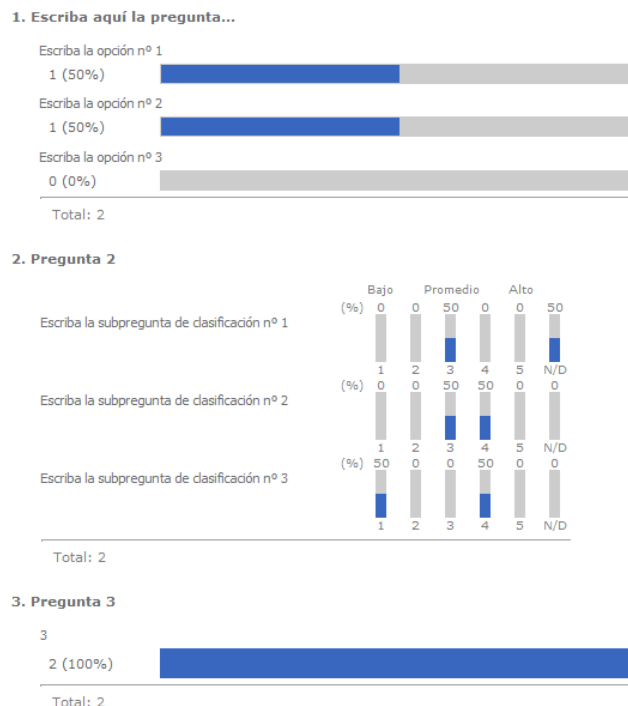 1. Escriba aquí la pregunta...
Escriba la opción nº 1
1 (50%)
Escriba la opción nº 2
1 (50%)
Escriba la opción nº 3
0 (0%)
Total: 2
2. Pregunta 2
Bajo Promedio Alto
(%) 0 0 50 0 0 50
Escriba la subpregunta de clasificación nº 1
1 2 3 4 5 N/D
(%) 0 0 50 50 0 0
Escriba la subpregunta de clasificación nº 2
1 2 3 4 5 N/D
(%) 50 0 0 50 0 0
Escriba la subpregunta de clasificación nº 3
1 2 3 4 5 N/D
Total: 2
3. Pregunta 3
3
2 (100%)
Total: 2